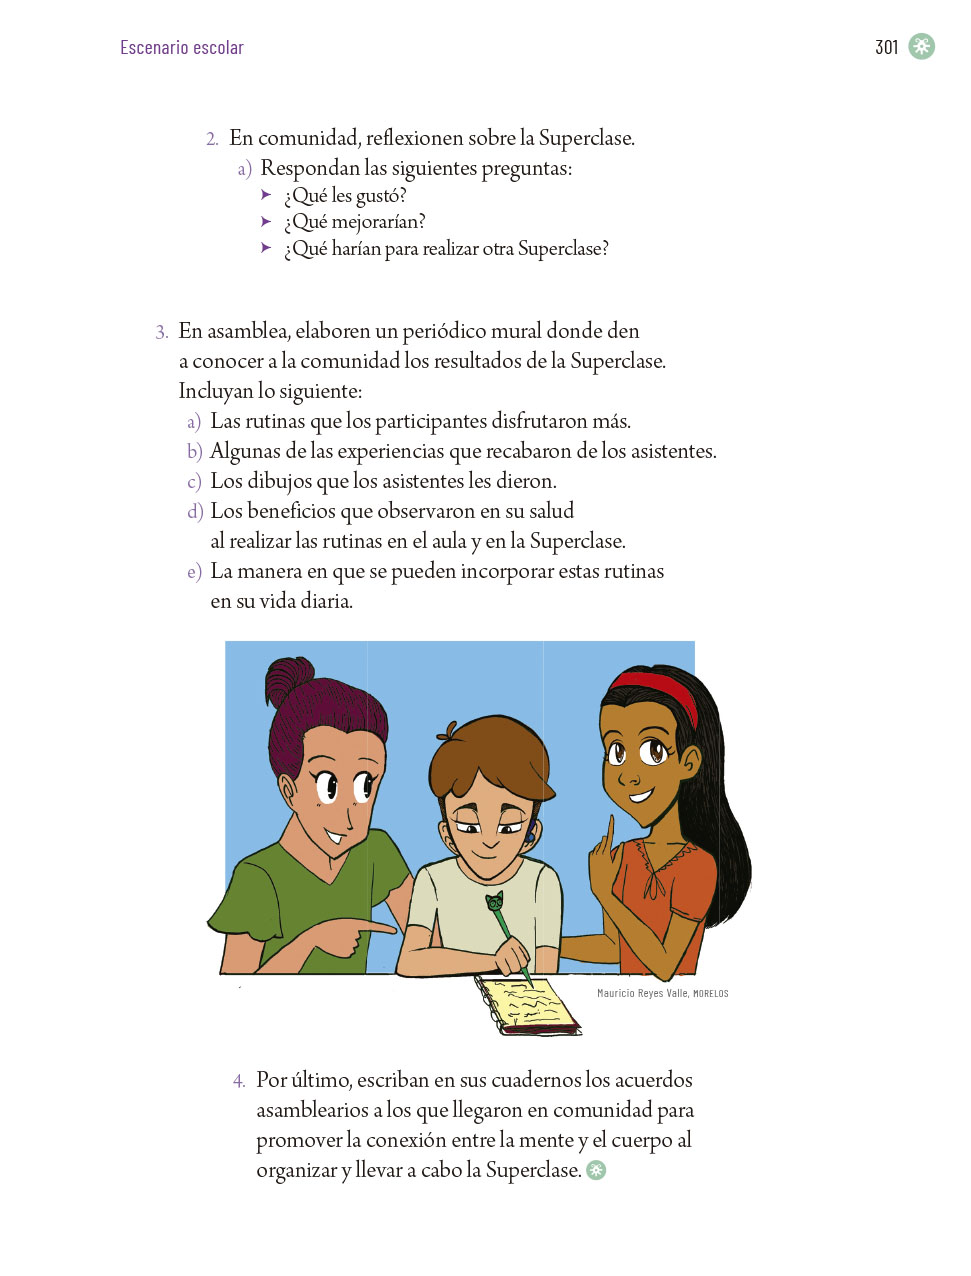 Escenario escolar
301
2. En comunidad, reflexionen sobre la Superclase.
a) Respondan las siguientes preguntas:
➤ ¿Qué les gustó?
➤ ¿Qué mejorarían?
➤ ¿Qué harían para realizar otra Superclase?
3. En asamblea, elaboren un periódico mural donde den
a conocer a la comunidad los resultados de la Superclase.
Incluyan lo siguiente:
a) Las rutinas que los participantes disfrutaron más.
b) Algunas de las experiencias que recabaron de los asistentes.
c) Los dibujos que los asistentes les dieron.
d) Los beneficios que observaron en su salud
al realizar las rutinas en el aula y en la Superclase.
e) La manera en que se pueden incorporar estas rutinas
en su vida diaria.
Mauricio Reyes Valle, MORELOS
4. Por último, escriban en sus cuadernos los acuerdos
asamblearios a los que llegaron en comunidad para
promover la conexión entre la mente y el cuerpo al
organizar y llevar a cabo la Superclase.